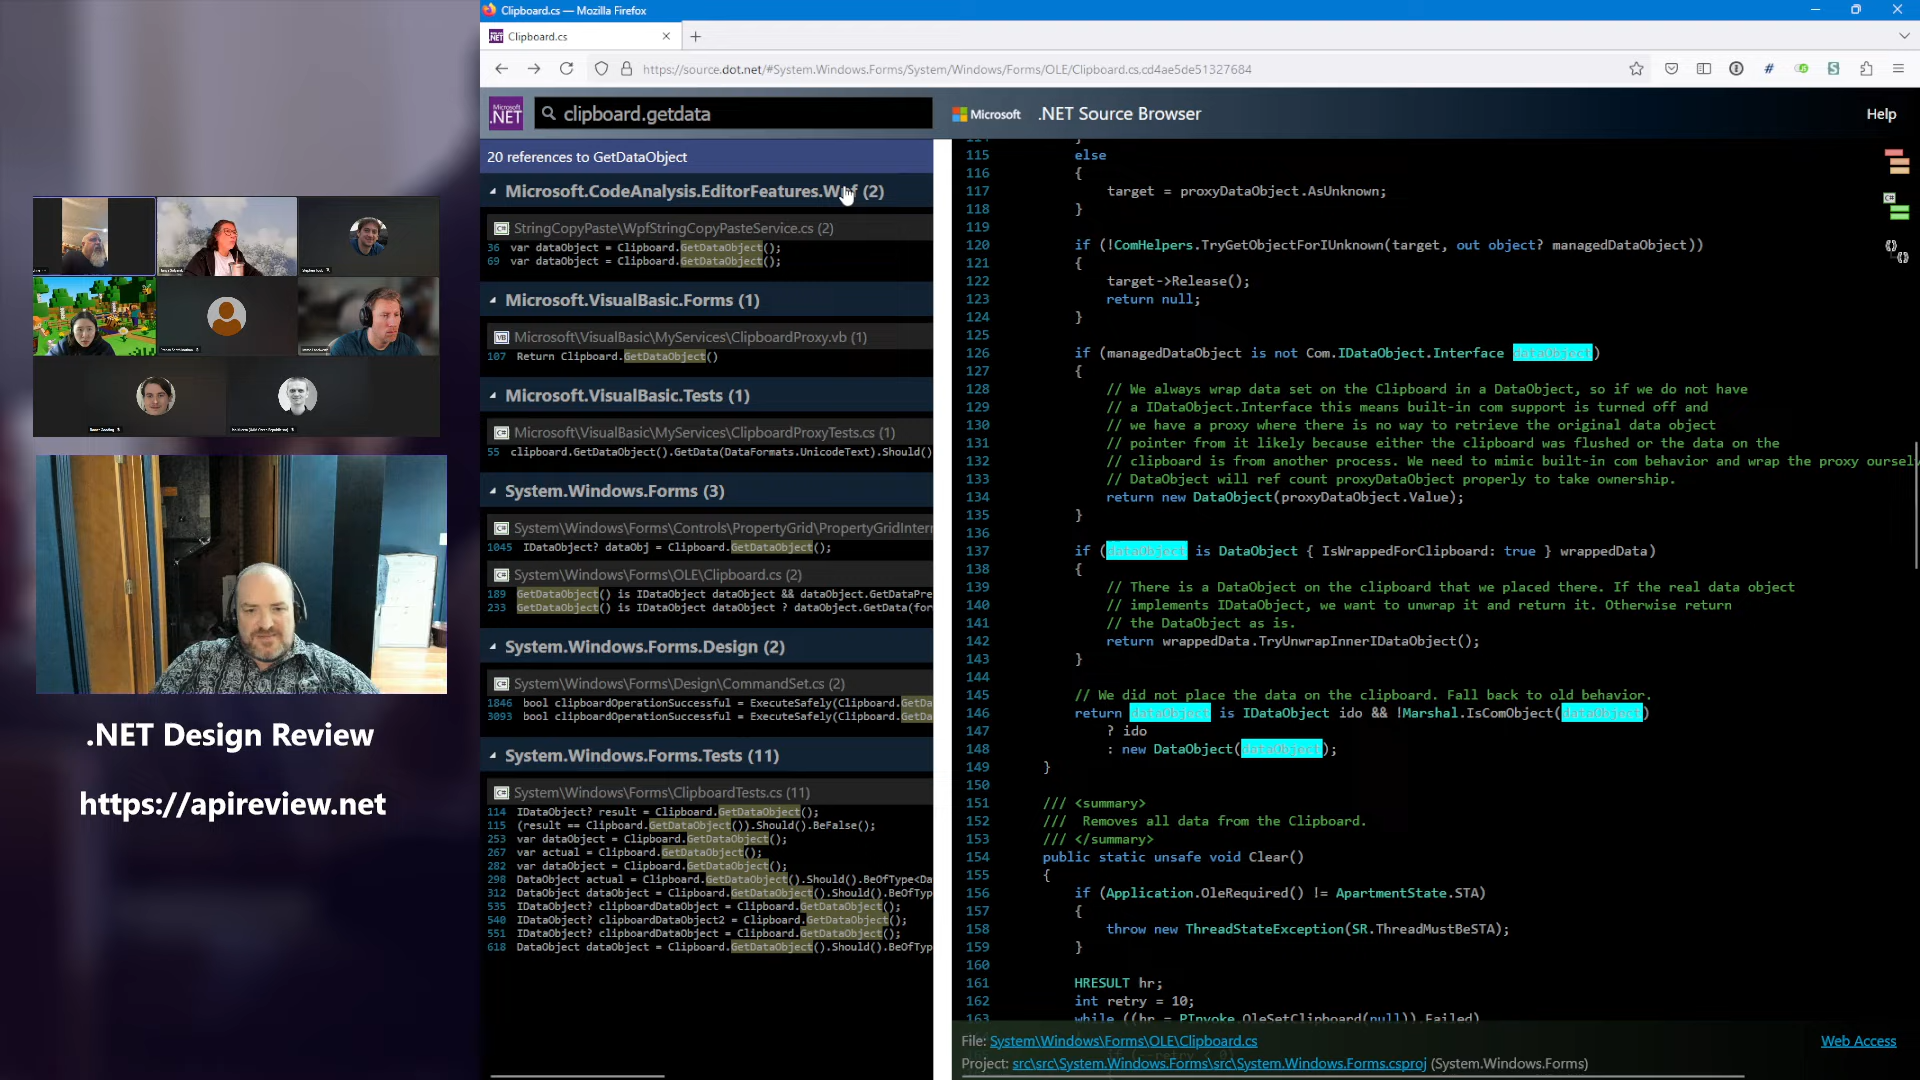 Clipboard.cs — Mozilla Firefox
Clipboard.cs
https://source.dot.net/#System.Windows.Forms/System/Windows/Forms/OLE/Clipboard.cs,cd4ae5de51327684
Microsoft .NET
clipboard.getdata
Microsoft .NET Source Browser
Help
20 references to GetDataObject
Microsoft.CodeAnalysis.EditorFeatures.Wpf (2)
StringCopyPaste\WpfStringCopyPasteService.cs (2)
36 var dataObject = Clipboard.GetDataObject();
69 var dataObject = Clipboard.GetDataObject();
Microsoft.VisualBasic.Forms (1)
Microsoft\VisualBasic\MyServices\ClipboardProxy.vb (1)
107 Return Clipboard.GetDataObject()
Microsoft.VisualBasic.Tests (1)
Microsoft\VisualBasic\MyServices\ClipboardProxyTests.cs (1)
55 clipboard.GetDataObject().GetData(DataFormats.UnicodeText).Should()
System.Windows.Forms (3)
System\Windows\Forms\Controls\PropertyGrid\PropertyGridIntern
1045 IDataObject? dataObj = Clipboard.GetDataObject();
System\Windows\Forms\OLE\Clipboard.cs (2)
189 GetDataObject() is IDataObject dataObject && dataObject.GetDataPre
233 GetDataObject() is IDataObject dataObject ? dataObject.GetData(for
System.Windows.Forms.Design (2)
System\Windows\Forms\Design\CommandSet.cs (2)
1846 bool clipboardOperationSuccessful = ExecuteSafely(Clipboard.GetDa
3093 bool clipboardOperationSuccessful = ExecuteSafely(Clipboard.GetDa
System.Windows.Forms.Tests (11)
System\Windows\Forms\ClipboardTests.cs (11)
114 IDataObject? result = Clipboard.GetDataObject();
115 (result == Clipboard.GetDataObject()).Should().BeFalse();
253 var dataObject = Clipboard.GetDataObject();
267 var actual = Clipboard.GetDataObject();
282 var dataObject = Clipboard.GetDataObject();
298 DataObject actual = Clipboard.GetDataObject().Should().BeOfType<Da
312 DataObject dataObject = Clipboard.GetDataObject().Should().BeOfTyp
535 IDataObject? clipboardDataObject = Clipboard.GetDataObject();
540 IDataObject? clipboardDataObject2 = Clipboard.GetDataObject();
551 IDataObject? clipboardDataObject = Clipboard.GetDataObject();
618 DataObject dataObject = Clipboard.GetDataObject().Should().BeOfTyp
115 else
116 {
117 target = proxyDataObject.AsUnknown;
118 }
119
120 if (!ComHelpers.TryGetObjectForIUnknown(target, out object? managedDataObject))
121 {
122 target->Release();
123 return null;
124 }
125
126 if (managedDataObject is not Com.IDataObject.Interface dataObject)
127 {
128 // We always wrap data set on the Clipboard in a DataObject, so if we do not have
129 // a IDataObject.Interface this means built-in com support is turned off and
130 // we have a proxy where there is no way to retrieve the original data object
131 // pointer from it likely because either the clipboard was flushed or the data on the
132 // clipboard is from another process. We need to mimic built-in com behavior and wrap the proxy oursel
133 // DataObject will ref count proxyDataObject properly to take ownership.
134 return new DataObject(proxyDataObject.Value);
135 }
136
137 if (dataObject is DataObject { IsWrappedForClipboard: true } wrappedData)
138 {
139 // There is a DataObject on the clipboard that we placed there. If the real data object
140 // implements IDataObject, we want to unwrap it and return it. Otherwise return
141 // the DataObject as is.
142 return wrappedData.TryUnwrapInnerIDataObject();
143 }
144
145 // We did not place the data on the clipboard. Fall back to old behavior.
146 return dataObject is IDataObject ido && !Marshal.IsComObject(dataObject)
147 ? ido
148 : new DataObject(dataObject);
149 }
150
151 /// <summary>
152 /// Removes all data from the Clipboard.
153 /// </summary>
154 public static unsafe void Clear()
155 {
156 if (Application.OleRequired() != ApartmentState.STA)
157 {
158 throw new ThreadStateException(SR.ThreadMustBeSTA);
159 }
160
161 HRESULT hr;
162 int retry = 10;
163 while ((hr = PInvoke.OleSetClipboard(null)).Failed)
File: System\Windows\Forms\OLE\Clipboard.cs
Web Access
Project: src\src\System.Windows.Forms\src\System.Windows.Forms.csproj (System.Windows.Forms)
.NET Design Review
https://apireview.net